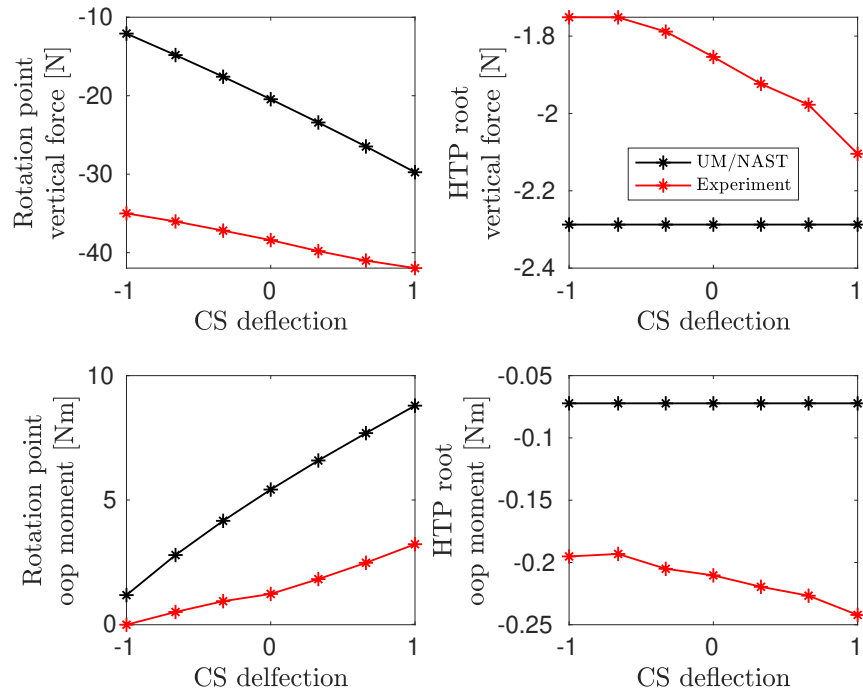 -10
-20
-30
-40
-1
0
1
CS deflection
Rotation point
vertical force [N]
-1.8
-2
-2.2
-2.4
-1
0
1
CS deflection
HTP root
vertical force [N]
UM/NAST
Experiment
10
5
0
-1
0
1
CS delfection
Rotation point
oop moment [Nm]
-0.05
-0.1
-0.15
-0.2
-0.25
-1
0
1
CS deflection
HTP root
oop moment [Nm]